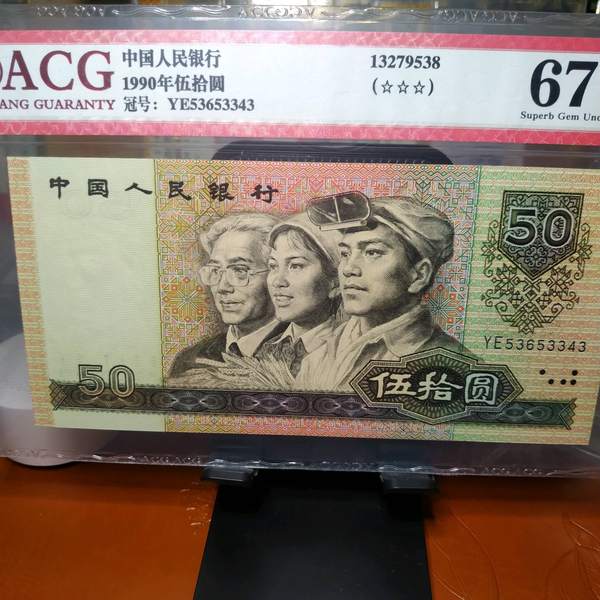 ACG
ANG GUARANTY
中国人民银行
1990年伍拾圆
冠号: YE53653343
13279538
(☆☆☆)
67
Superb Gem Unc
中国人民银行
50
YE53653343
50
伍拾圆